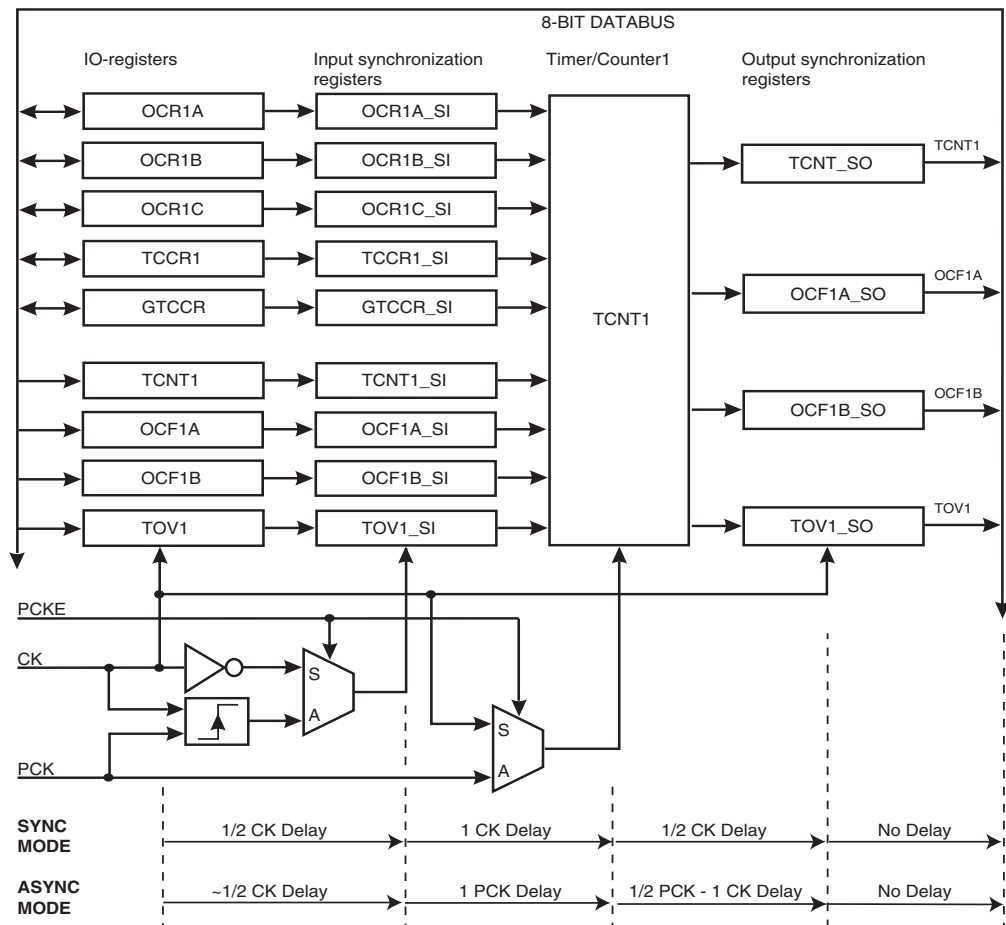 8-BIT DATABUS
IO-registers
Input synchronization
registers
Timer/Counter1
Output synchronization
registers
OCR1A
OCR1A_SI
OCR1B
OCR1B_SI
OCR1C
OCR1C_SI
TCCR1
TCCR1_SI
GTCCR
GTCCR_SI
TCNT1
TCNT1_SI
OCF1A
OCF1A_SI
OCF1B
OCF1B_SI
TOV1
TOV1_SI
TCNT1
TCNT_SO
TCNT1
OCF1A_SO
OCF1A
OCF1B_SO
OCF1B
TOV1_SO
TOV1
PCKE
CK
S
A
S
A
PCK
SYNC
MODE
1/2 CK Delay
1 CK Delay
1/2 CK Delay
No Delay
ASYNC
MODE
~1/2 CK Delay
1 PCK Delay
1/2 PCK - 1 CK Delay
No Delay